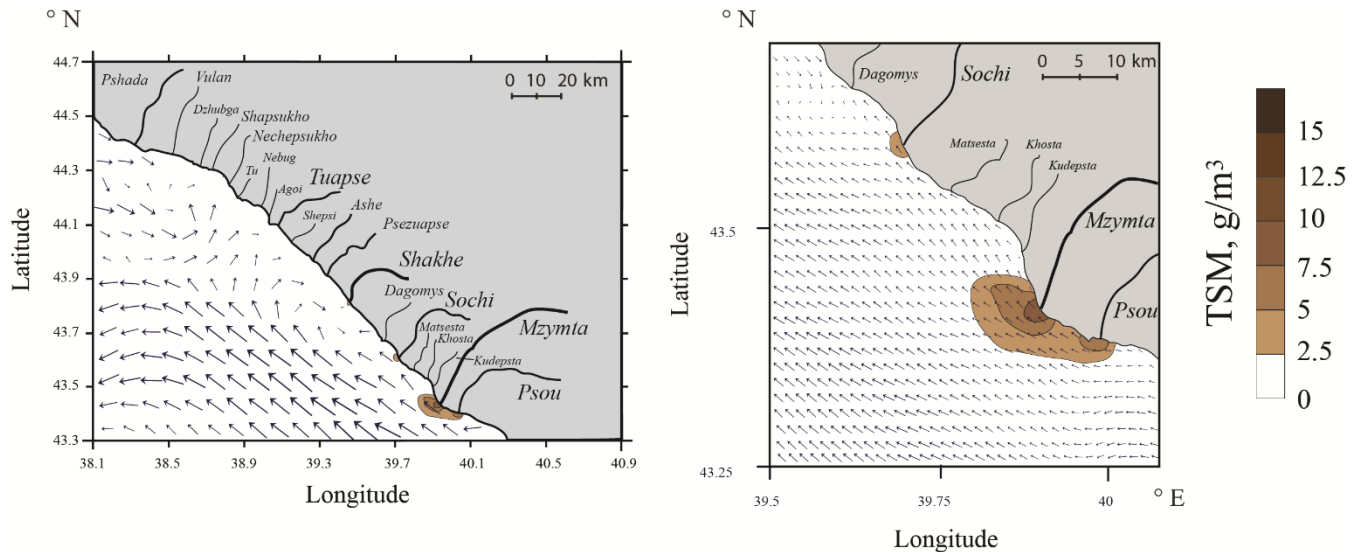 ° N
44.7
44.5
44.3
44.1
43.9
43.7
43.5
43.3
Latitude
38.1 38.5 38.9 39.3 39.7 40.1 40.5 40.9
Longitude
0 10 20 km
Pshada
Vulan
Dzhubga
Shapsukho
Nechepsukho
Nebug
Tu
Agoi
Tuapse
Shepsi
Ashe
Psezuapse
Shakhe
Dagomys
Sochi
Matsesta
Khosta
Mzymta
Kudepsta
Psou
° N
43.5
43.25
Latitude
39.5 39.75 40 ° E
Longitude
0 5 10 km
Dagomys
Sochi
Matsesta
Khosta
Kudepsta
Mzymta
Psou
TSM, g/m³
15
12.5
10
7.5
5
2.5
0